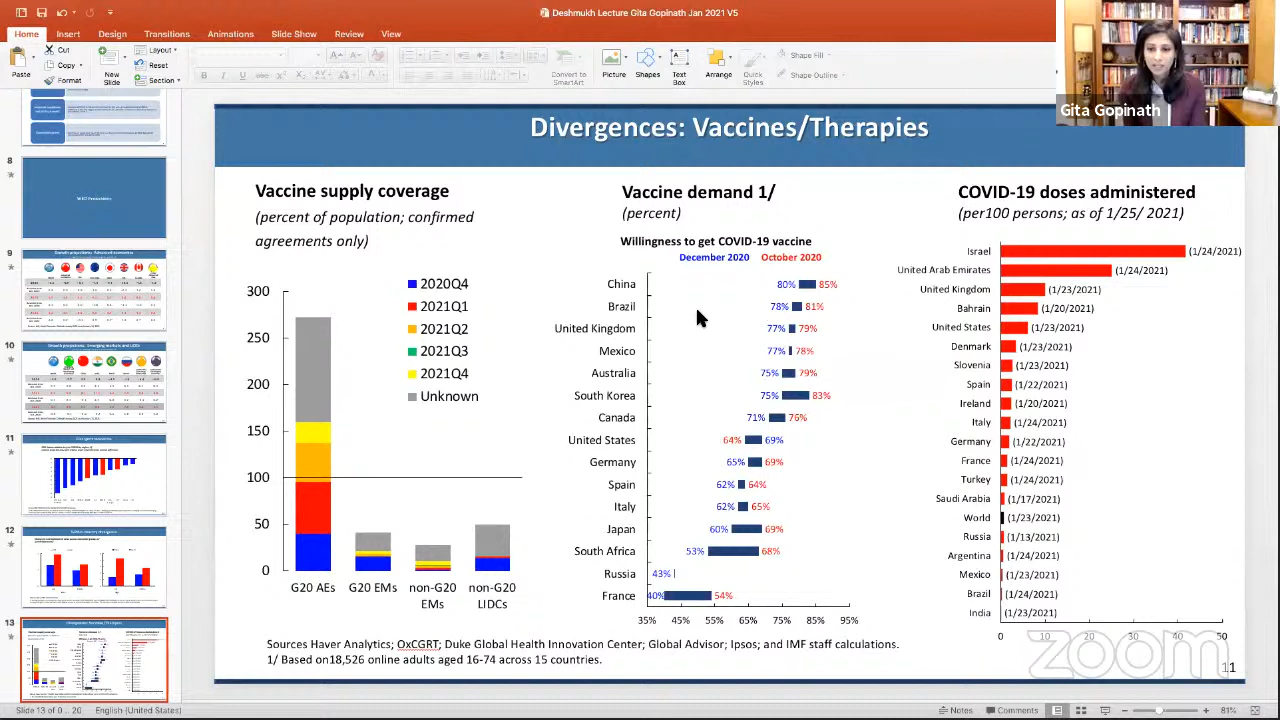 Deshmukh Lecture Gita Gopinath Jan 2021 V5
Home Insert Design Transitions Animations Slide Show Review View
Paste
Cut
Copy
Format
New Slide
Layout
Reset
Section
Convert to SmartArt
Picture
Shapes
Text Box
Arrange
Quick Styles
Shape Fill
Shape Outline
Gita Gopinath
8
9
10
11
12
13
Divergences: Vaccines/Therapies
Vaccine supply coverage
(percent of population; confirmed
agreements only)
2020Q4
2021Q1
2021Q2
2021Q3
2021Q4
Unknown
300
250
200
150
100
50
0
G20 AEs
G20 EMs
non-G20 EMs
non-G20 LIDCs
Vaccine demand 1/
(percent)
Willingness to get COVID-19 vaccine
December 2020 October 2020
China 80% 85%
Brazil 81%
United Kingdom 77% 79%
Mexico 77% 78%
Australia 75% 79%
South Korea 83%
Canada 71% 76%
United States 64% 69%
Germany 65% 69%
Spain 62% 64%
Italy 62% 65%
Japan 60%
South Africa 53% 68%
Russia 43%
France 40% 54%
35% 45%
COVID-19 doses administered
(per100 persons; as of 1/25/ 2021)
Israel (1/24/2021)
United Arab Emirates (1/24/2021)
United Kingdom (1/23/2021)
Bahrain (1/20/2021)
United States (1/23/2021)
Denmark (1/23/2021)
Slovenia (1/23/2021)
Spain (1/22/2021)
(1/20/2021)
Italy (1/24/2021)
Germany (1/22/2021)
France (1/24/2021)
Turkey (1/24/2021)
Saudi Arabia (1/17/2021)
World (1/23/2021)
Russia (1/13/2021)
Argentina (1/24/2021)
Mexico (1/23/2021)
Brazil (1/24/2021)
India (1/23/2021)
0 10 20 30 40 50
Source: Haver Analytics; Duke Global Health Innovation Center, Global Advisor; Ipsos; and IMF staff calculations.
1/ Based on18,526 online adults aged 16-74 across 15 countries.
zoom
11
Slide 13 of 0 ... 20 English (United States)
Notes
Comments
81%